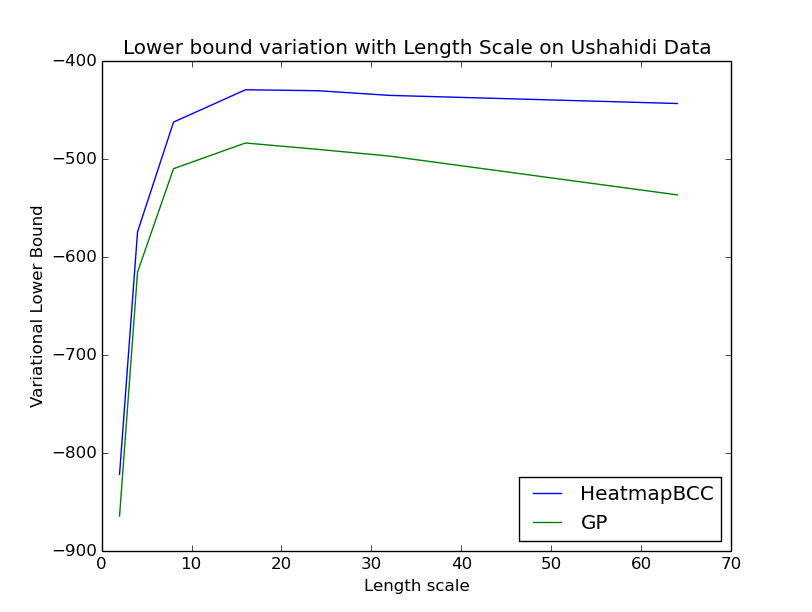 Lower bound variation with Length Scale on Ushahidi Data
Variational Lower Bound
−400
−500
−600
−700
−800
−900
0 10 20 30 40 50 60 70
Length scale
HeatmapBCC
GP